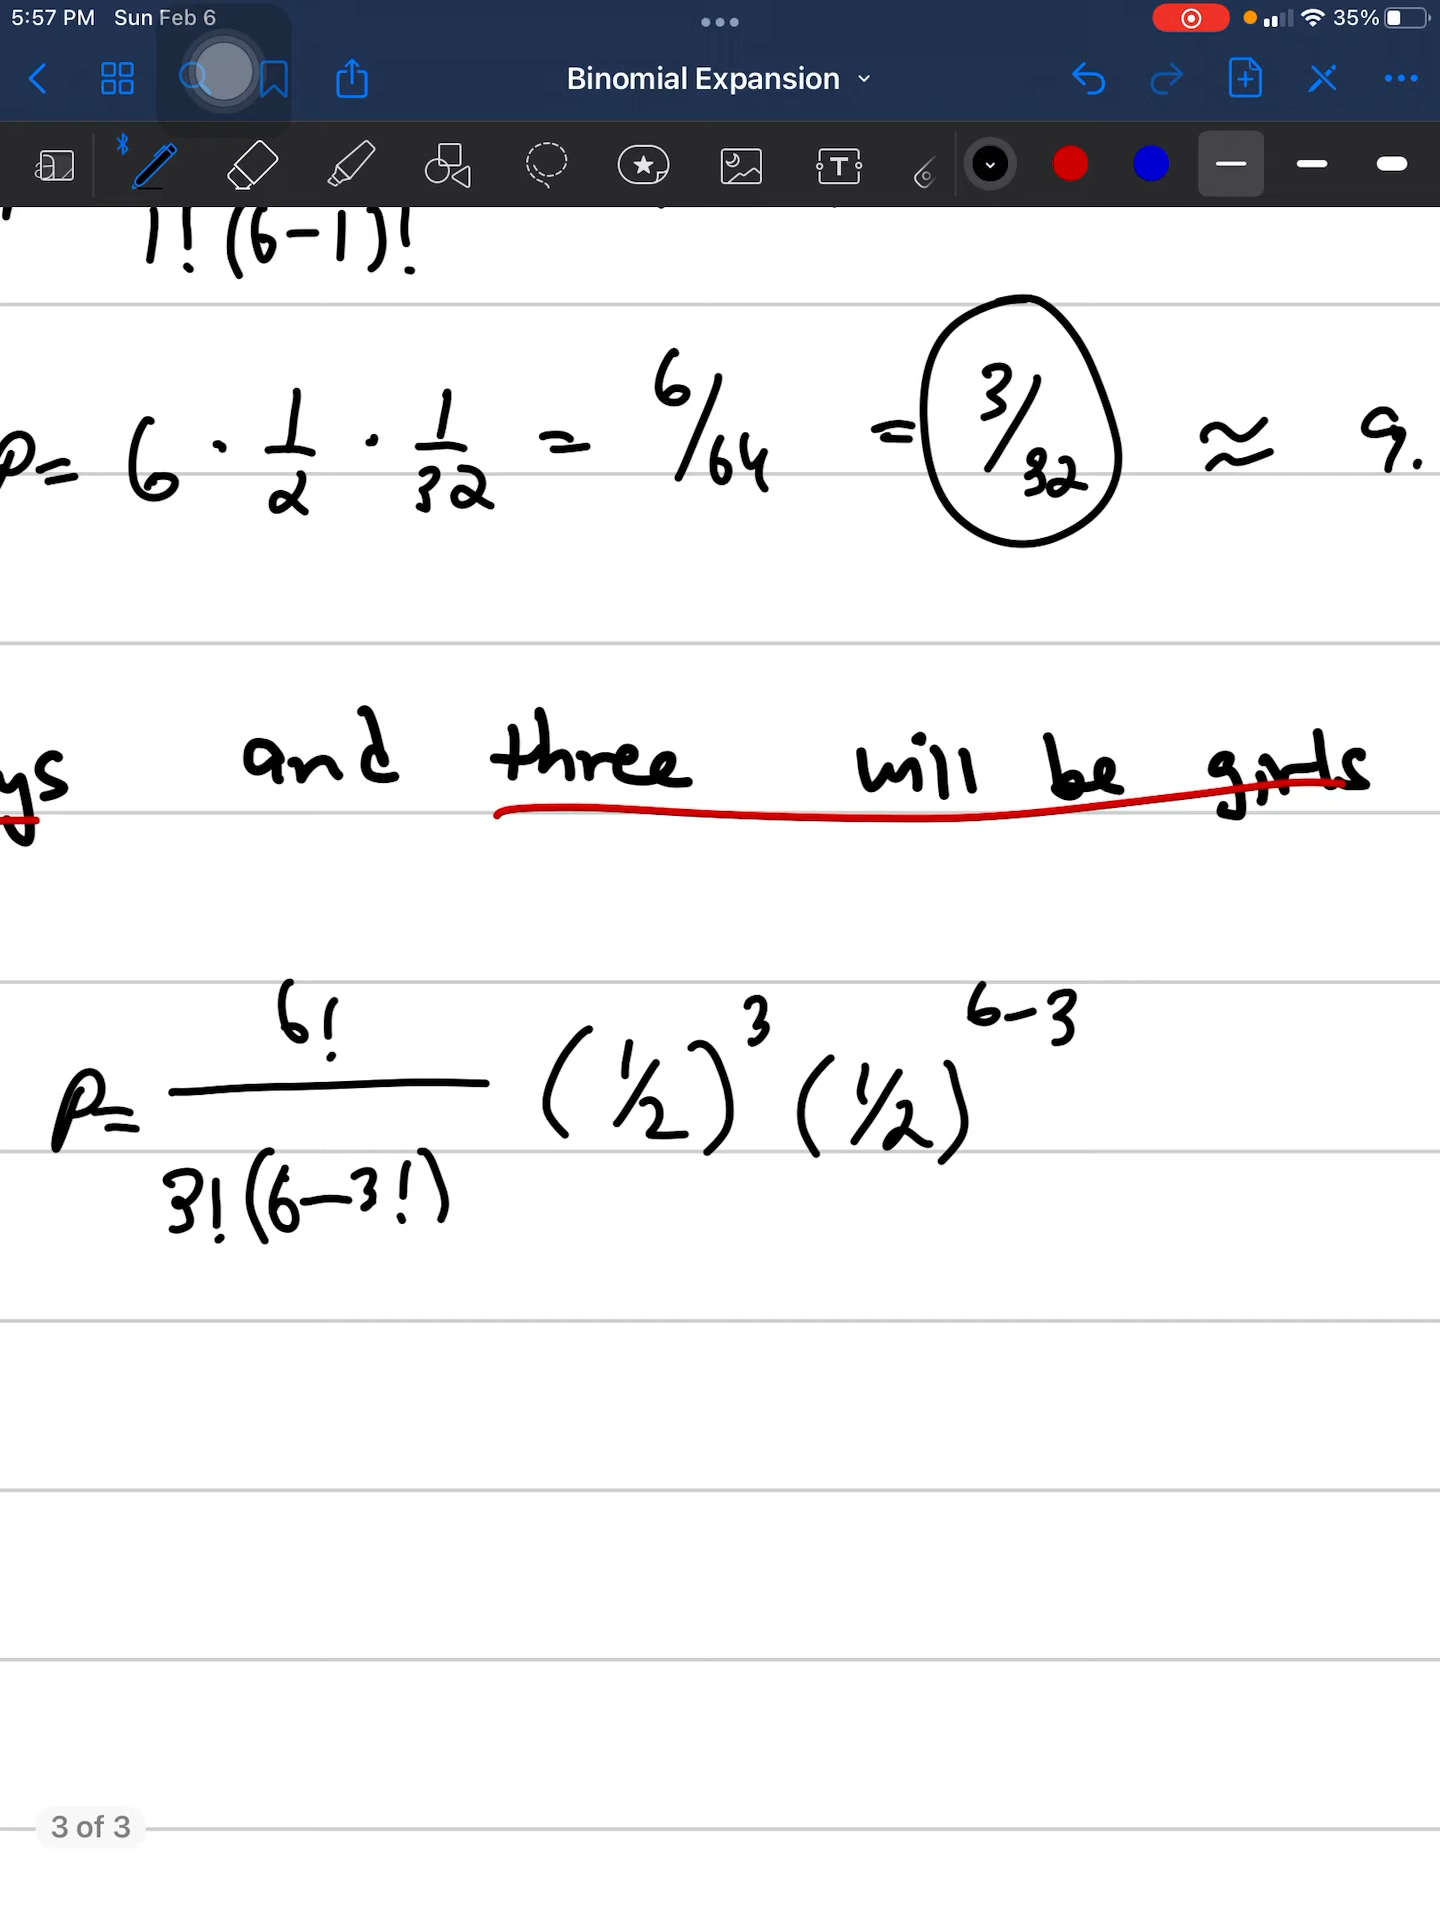 5:57 PM Sun Feb 6 35%
Binomial Expansion
1!(6-1)!
P= 6 · 1/2 · 1/32 = 6/64 = 3/32 ≈ 9.
ys and three will be girls
6!
P= (1/2)^3 (1/2)^6-3
3!(6-3!)
3 of 3